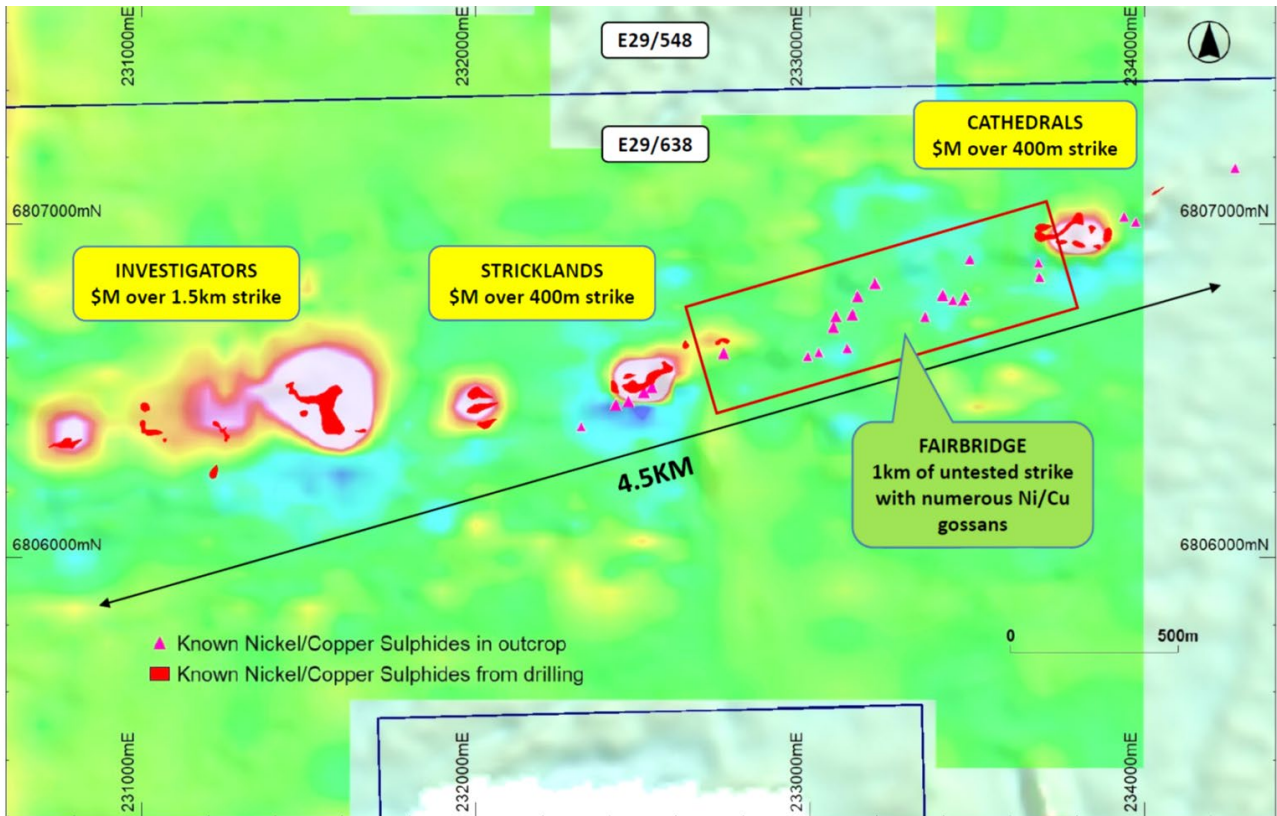 231000mE
232000mE
233000mE
234000mE
E29/548
E29/638
CATHEDRALS
$M over 400m strike
6807000mN
6807000mN
INVESTIGATORS
$M over 1.5km strike
STRICKLANDS
$M over 400m strike
4.5KM
FAIRBRIDGE
1km of untested strike
with numerous Ni/Cu
gossans
6806000mN
6806000mN
Known Nickel/Copper Sulphides in outcrop
Known Nickel/Copper Sulphides from drilling
0 500m
231000mE
232000mE
233000mE
234000mE